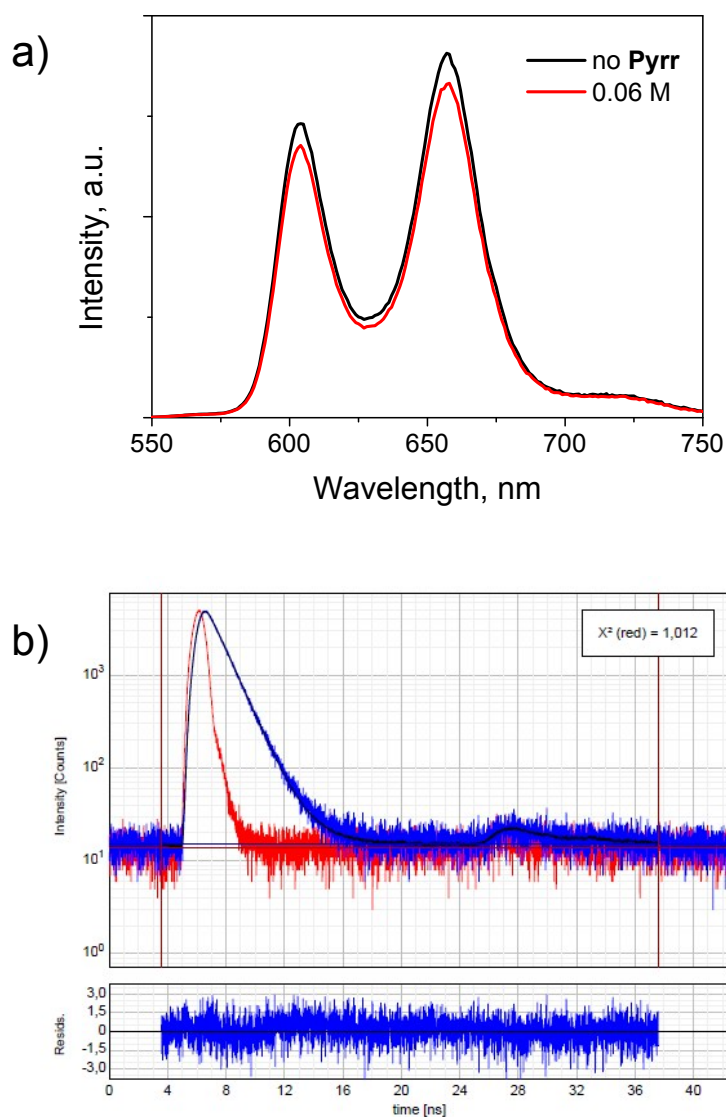 a)
no Pyrr
0.06 M
Intensity, a.u.
550 600 650 700 750
Wavelength, nm
b)
X² (red) = 1,012
Intensity [Counts]
10³
10²
10¹
10⁰
Resids.
3,0
1,5
0
-1,5
-3,0
0 4 8 12 16 20 24 28 32 36 40
time [ns]